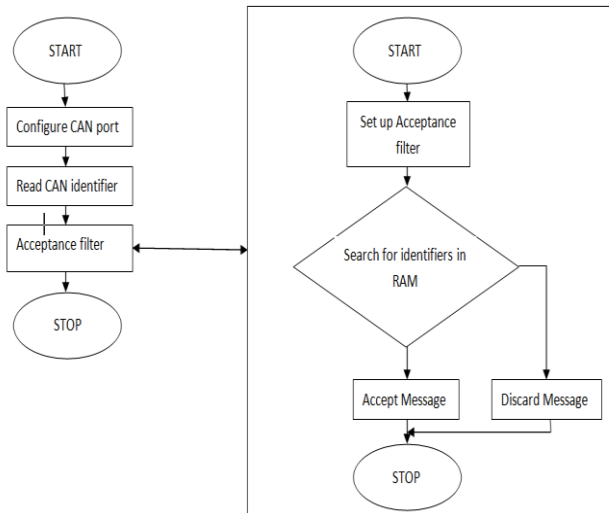 START
Configure CAN port
Read CAN identifier
Acceptance filter
STOP
START
Set up Acceptance
filter
Search for identifiers in
RAM
Accept Message
Discard Message
STOP